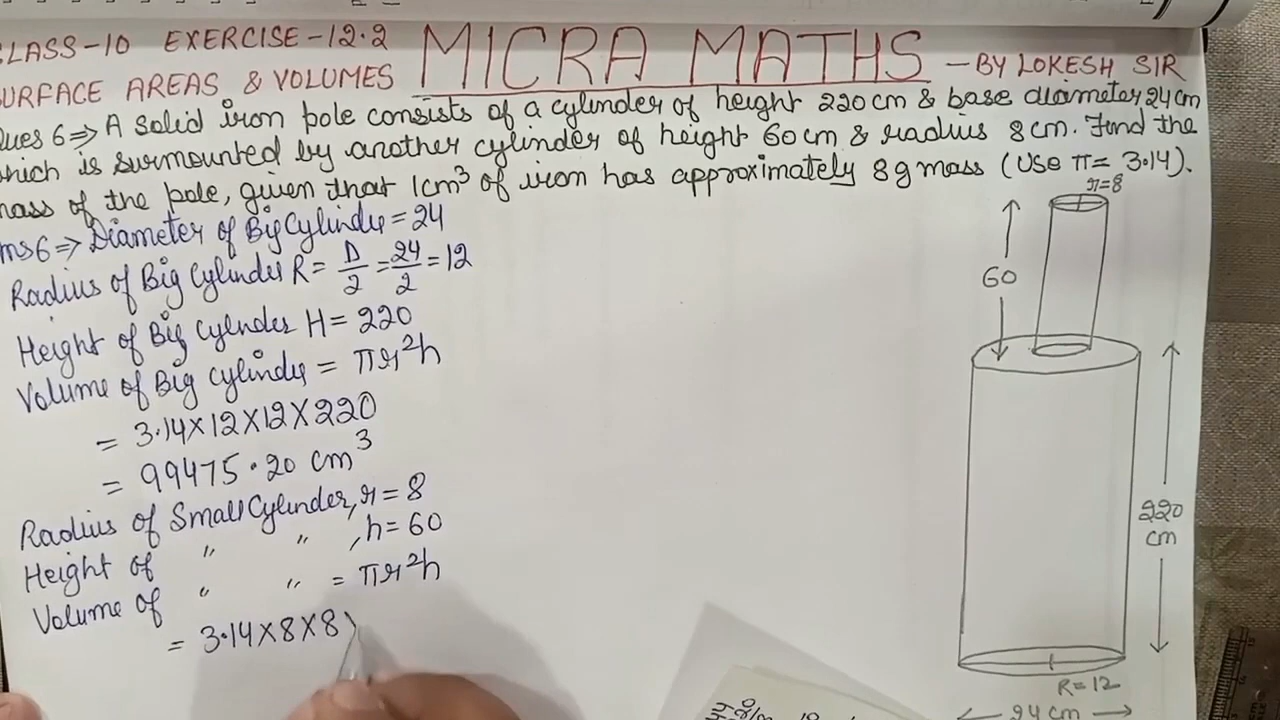 CLASS-10 EXERCISE-12.2 MICRA MATHS
SURFACE AREAS & VOLUMES — BY LOKESH SIR
Ques 6 ⇒ A solid iron pole consists of a cylinder of height 220 cm & base diameter 24 cm
which is surmounted by another cylinder of height 60 cm & radius 8 cm. Find the
mass of the pole, given that 1cm³ of iron has approximately 8 g mass (Use π = 3.14).
Ans 6 ⇒ Diameter of Big Cylinder = 24
Radius of Big Cylinder R = D/2 = 24/2 = 12
Height of Big Cylinder H = 220
Volume of Big Cylinder = πr²h
= 3.14×12×12×220
= 99475.20 cm³
Radius of Small Cylinder, r = 8
Height of " " , h = 60
Volume of " " = πr²h
= 3.14×8×8×
r=8
60
220
cm
R=12
24 cm